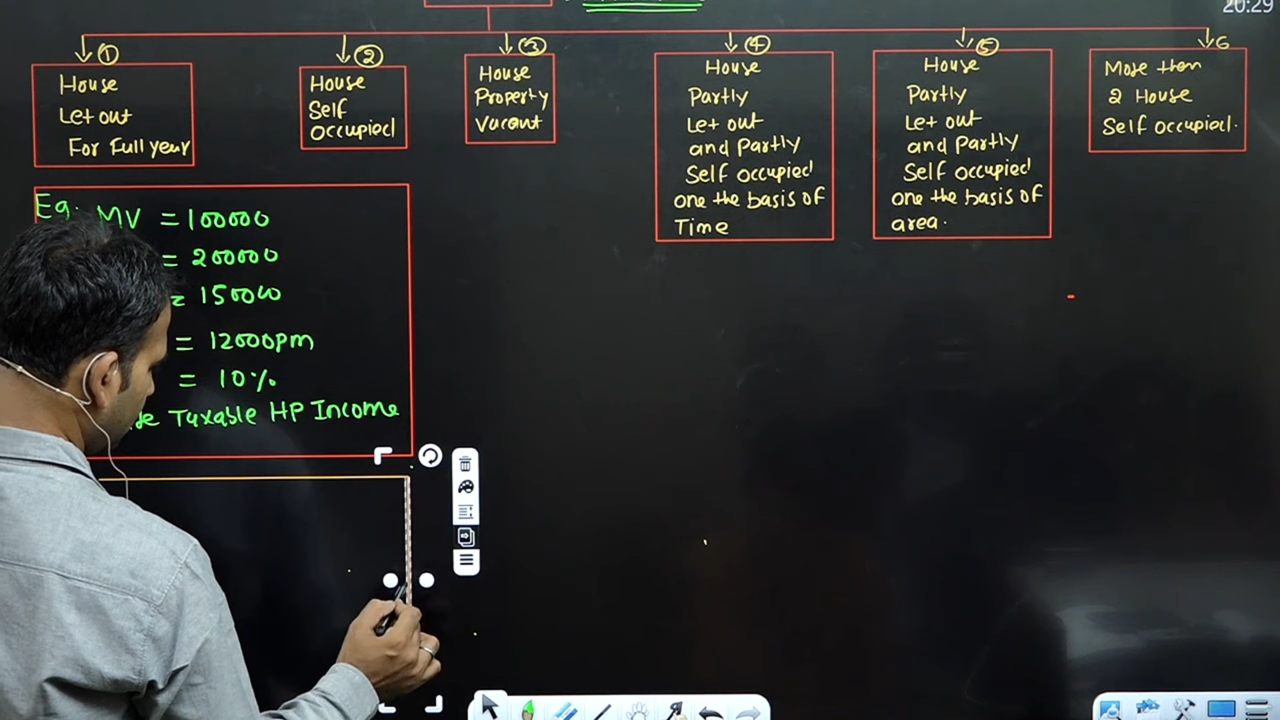 20:29
①
House
Let out
For Full year
②
House
Self
occupied
③
House
Property
Vacant
④
House
Partly
Let out
and Partly
Self occupied
one the basis of
Time
⑤
House
Partly
Let out
and Partly
Self occupied
one the basis of
area.
6
More then
2 House
Self occupied.
Eg. MV = 100000
= 200000
= 150000
= 12000pm
= 10%
Taxable HP Income